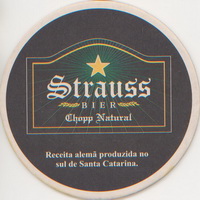 Strauss
BIER
Chopp Natural
Receita alemã produzida no
sul de Santa Catarina.